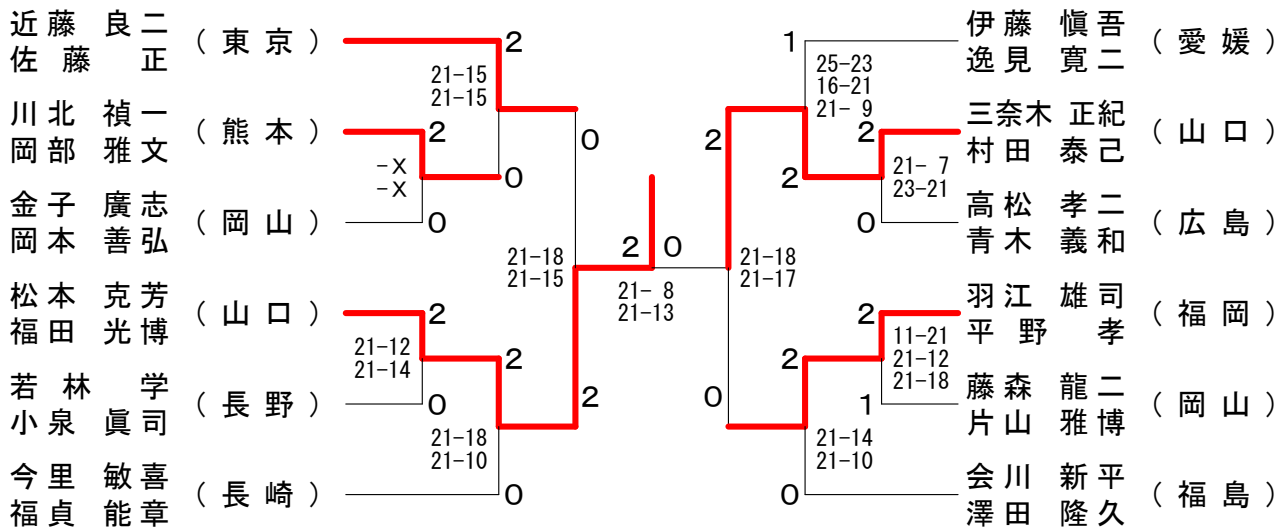 近 藤 良 二
佐 藤 正
( 東 京 )
川 北 禎 一
岡 部 雅 文
( 熊 本 )
金 子 廣 志
岡 本 善 弘
( 岡 山 )
松 本 克 芳
福 田 光 博
( 山 口 )
若 林 学
小 泉 眞 司
( 長 野 )
今 里 敏 喜
福 貞 能 章
( 長 崎 )
2
21-15
21-15
2
-X
-X
0
0
0
21-18
21-15
2
21-12
21-14
0
2
21-18
21-10
0
2
2
0
21- 8
21-13
1
25-23
16-21
21- 9
2
2
2
21- 7
23-21
0
21-18
21-17
2
11-21
21-12
21-18
2
1
0
21-14
21-10
0
伊 藤 愼 吾
逸 見 寛 二
( 愛 媛 )
三奈木 正紀
村 田 泰 己
( 山 口 )
高 松 孝 二
青 木 義 和
( 広 島 )
羽 江 雄 司
平 野 孝
( 福 岡 )
藤 森 龍 二
片 山 雅 博
( 岡 山 )
会 川 新 平
澤 田 隆 久
( 福 島 )